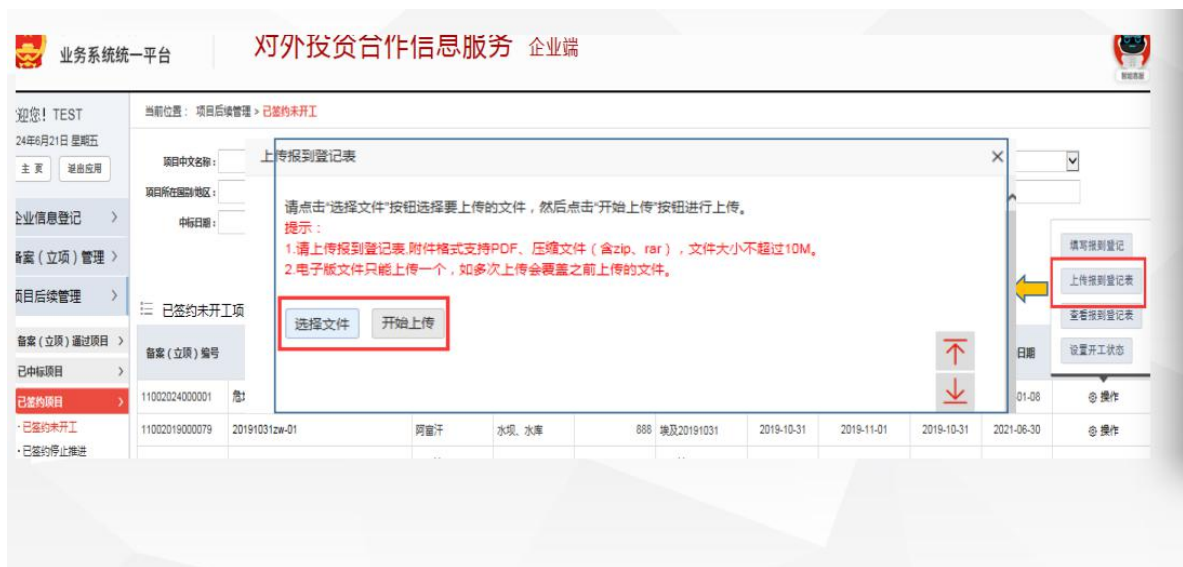 业务系统统一平台
对外投资合作信息服务 企业端
智能客服
迎您! TEST
24年6月21日 星期五
主 页 退出应用
企业信息登记
备案（立项）管理
项目后续管理
备案（立项）通过项目
已中标项目
已签约项目
·已签约未开工
·已签约停止推进
当前位置： 项目后续管理 > 已签约未开工
项目中文名称：
项目所在国别/地区：
中标日期：
上传报到登记表
请点击“选择文件”按钮选择要上传的文件，然后点击“开始上传”按钮进行上传。
提示：
1.请上传报到登记表,附件格式支持PDF、压缩文件（含zip、rar），文件大小不超过10M。
2.电子版文件只能上传一个，如多次上传会覆盖之前上传的文件。
选择文件 开始上传
填写报到登记
上传报到登记表
查看报到登记表
设置开工状态
已签约未开工项
备案（立项）编号 日期
11002024000001 01-08 操作
11002019000079 20191031zw-01 阿富汗 水坝、水库 888 埃及20191031 2019-10-31 2019-11-01 2019-10-31 2021-06-30 操作